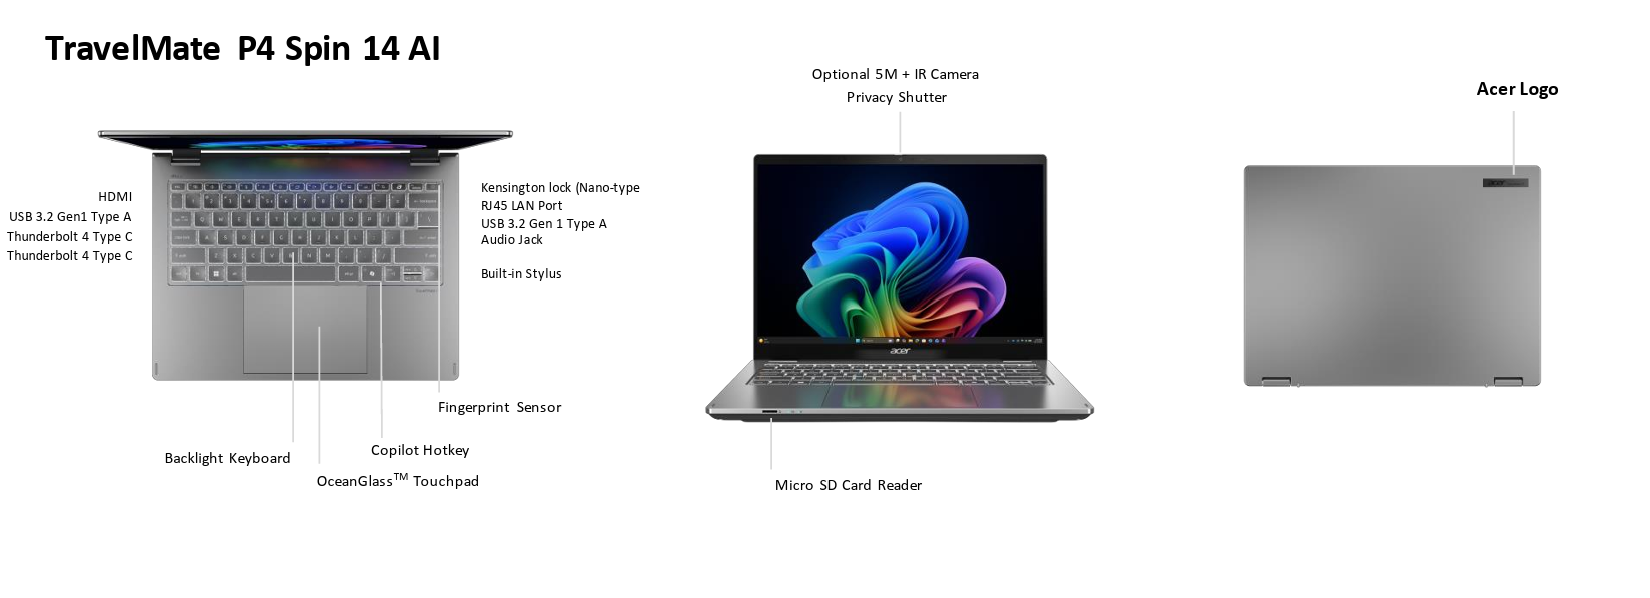 TravelMate P4 Spin 14 AI
HDMI
USB 3.2 Gen1 Type A
Thunderbolt 4 Type C
Thunderbolt 4 Type C
Kensington lock (Nano-type
RJ45 LAN Port
USB 3.2 Gen 1 Type A
Audio Jack
Built-in Stylus
Fingerprint Sensor
Copilot Hotkey
Backlight Keyboard
OceanGlass™ Touchpad
Optional 5M + IR Camera
Privacy Shutter
acer
Micro SD Card Reader
Acer Logo
acer